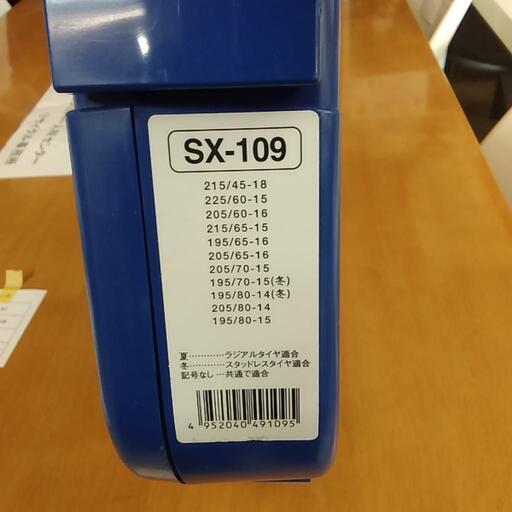 SX-109
215/45-18
225/60-15
205/60-16
215/65-15
195/65-16
205/65-16
205/70-15
195/70-15(冬)
195/80-14(冬)
205/80-14
195/80-15
夏…………ラジアルタイヤ適合
冬…………スタッドレスタイヤ適合
記号なし…共通で適合
4 952040 491095